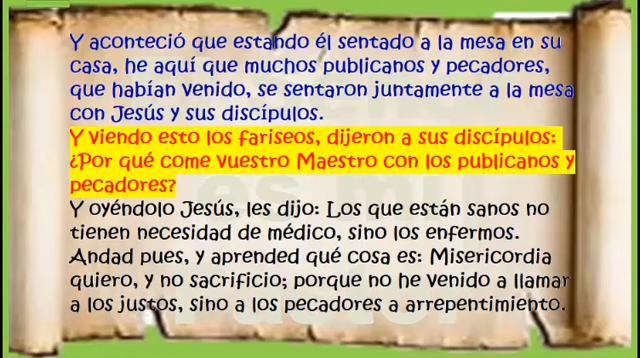 Y aconteció que estando él sentado a la mesa en su
casa, he aquí que muchos publicanos y pecadores,
que habían venido, se sentaron juntamente a la mesa
con Jesús y sus discípulos.
Y viendo esto los fariseos, dijeron a sus discípulos:
¿Por qué come vuestro Maestro con los publicanos y
pecadores?
Y oyéndolo Jesús, les dijo: Los que están sanos no
tienen necesidad de médico, sino los enfermos.
Andad pues, y aprended qué cosa es: Misericordia
quiero, y no sacrificio; porque no he venido a llamar
a los justos, sino a los pecadores a arrepentimiento.